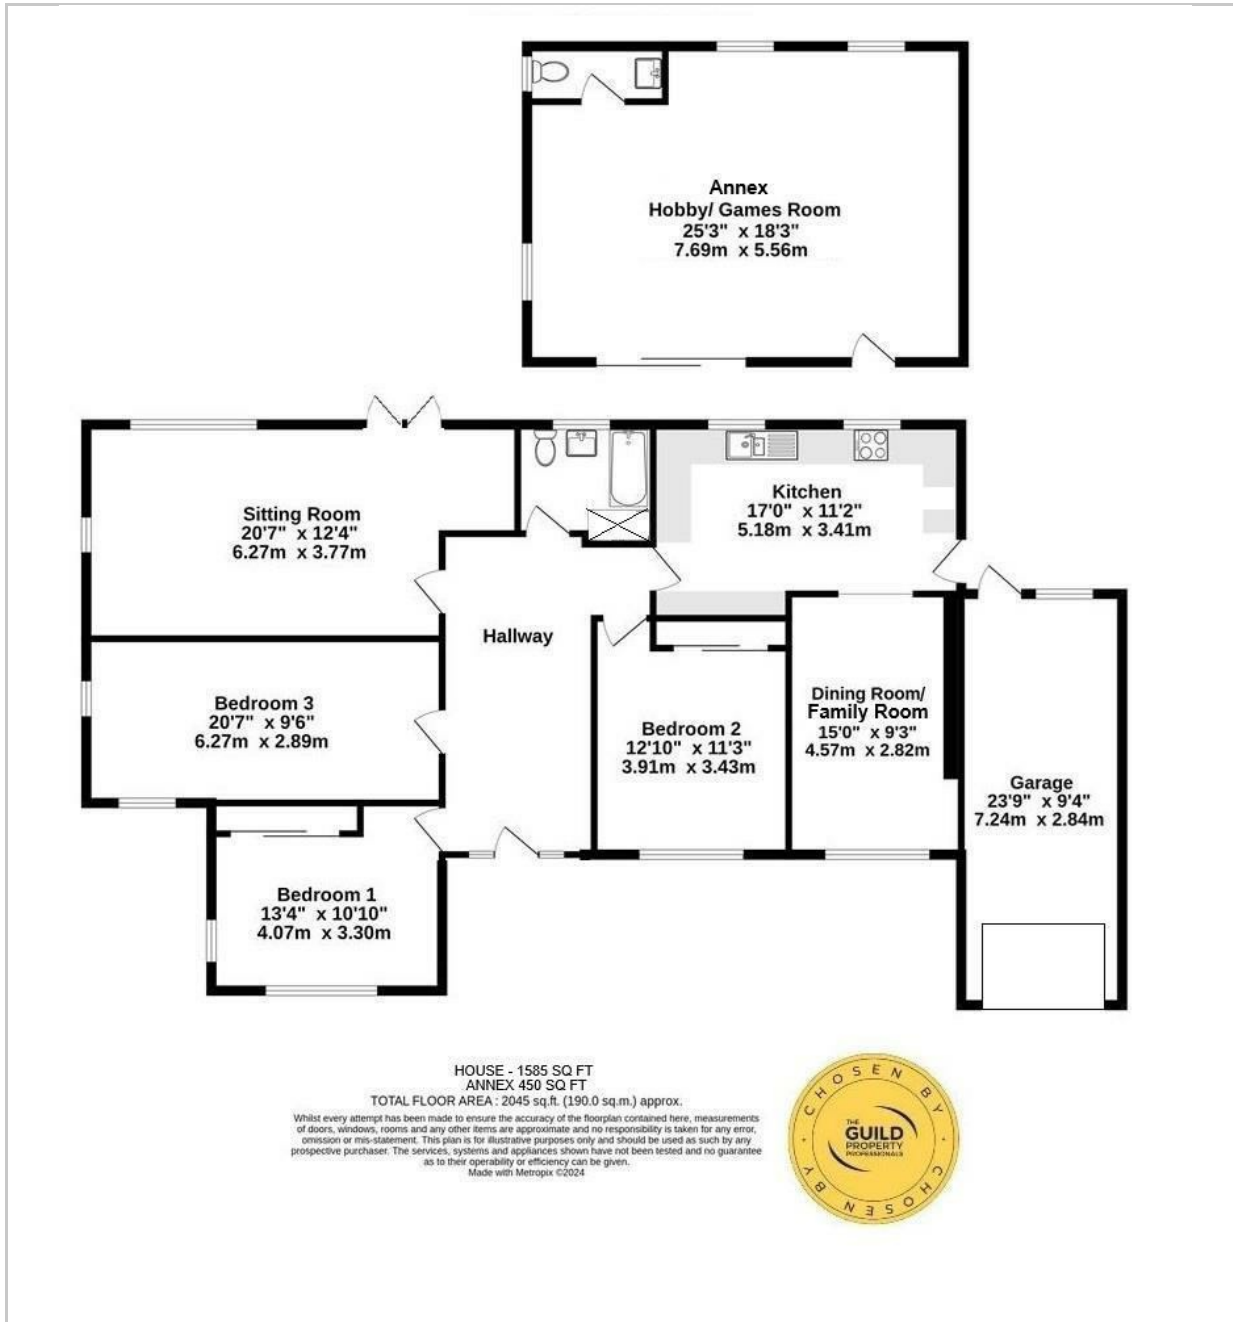 Annex
Hobby/ Games Room
25'3" x 18'3"
7.69m x 5.56m
Sitting Room
20'7" x 12'4"
6.27m x 3.77m
Kitchen
17'0" x 11'2"
5.18m x 3.41m
Hallway
Bedroom 3
20'7" x 9'6"
6.27m x 2.89m
Bedroom 2
12'10" x 11'3"
3.91m x 3.43m
Dining Room/
Family Room
15'0" x 9'3"
4.57m x 2.82m
Garage
23'9" x 9'4"
7.24m x 2.84m
Bedroom 1
13'4" x 10'10"
4.07m x 3.30m
HOUSE - 1585 SQ FT
ANNEX 450 SQ FT
TOTAL FLOOR AREA : 2045 sq.ft. (190.0 sq.m.) approx.
Whilst every attempt has been made to ensure the accuracy of the floorplan contained here, measurements
of doors, windows, rooms and any other items are approximate and no responsibility is taken for any error,
omission or mis-statement. This plan is for illustrative purposes only and should be used as such by any
prospective purchaser. The services, systems and appliances shown have not been tested and no guarantee
as to their operability or efficiency can be given.
Made with Metropix ©2024
CHOSEN BY
THE
GUILD
PROPERTY
PROFESSIONALS
CHOSEN BY